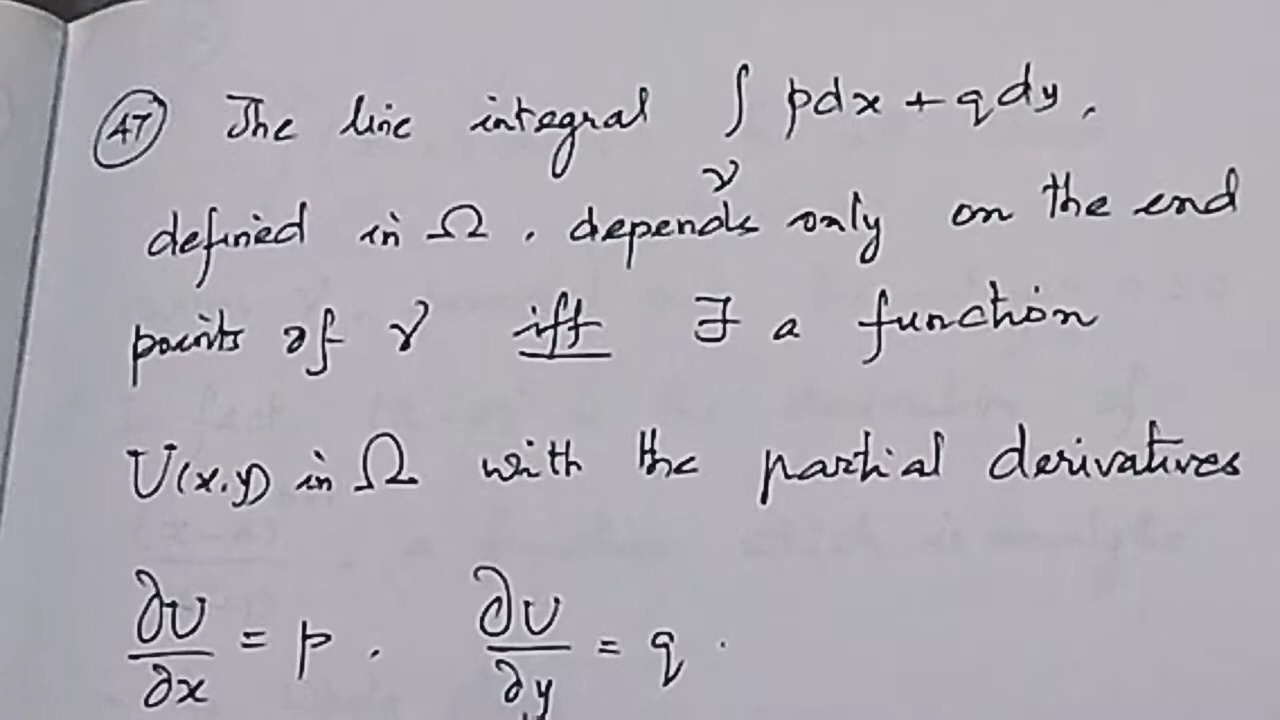 47 The line integral ∫γ pdx + qdy,
defined in Ω, depends only on the end
points of γ iff ∃ a function
U(x,y) in Ω with the partial derivatives
∂U/∂x = p, ∂U/∂y = q.